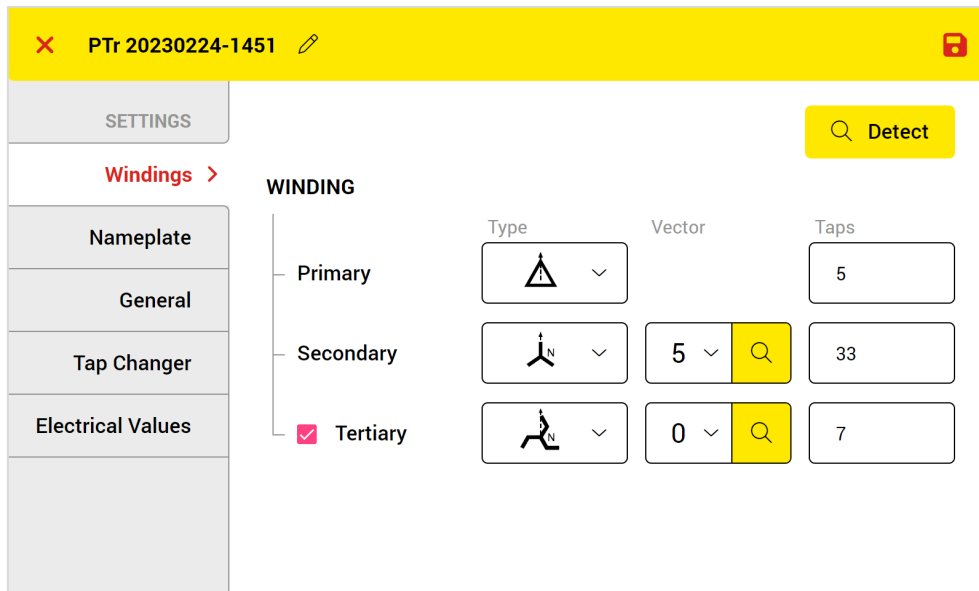 PTr 20230224-1451
SETTINGS
Windings
Nameplate
General
Tap Changer
Electrical Values
Detect
WINDING
Type Vector Taps
Primary 5
Secondary N 5 33
Tertiary N 0 7